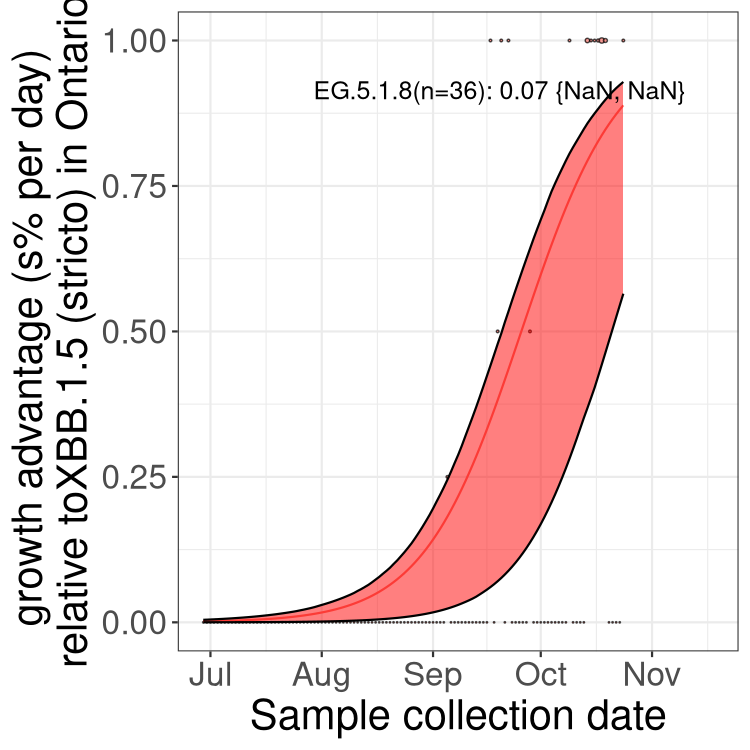 growth advantage (s% per day)
relative toXBB.1.5 (stricto) in Ontario
1.00
0.75
0.50
0.25
0.00
EG.5.1.8(n=36): 0.07 {NaN, NaN}
Jul Aug Sep Oct Nov
Sample collection date